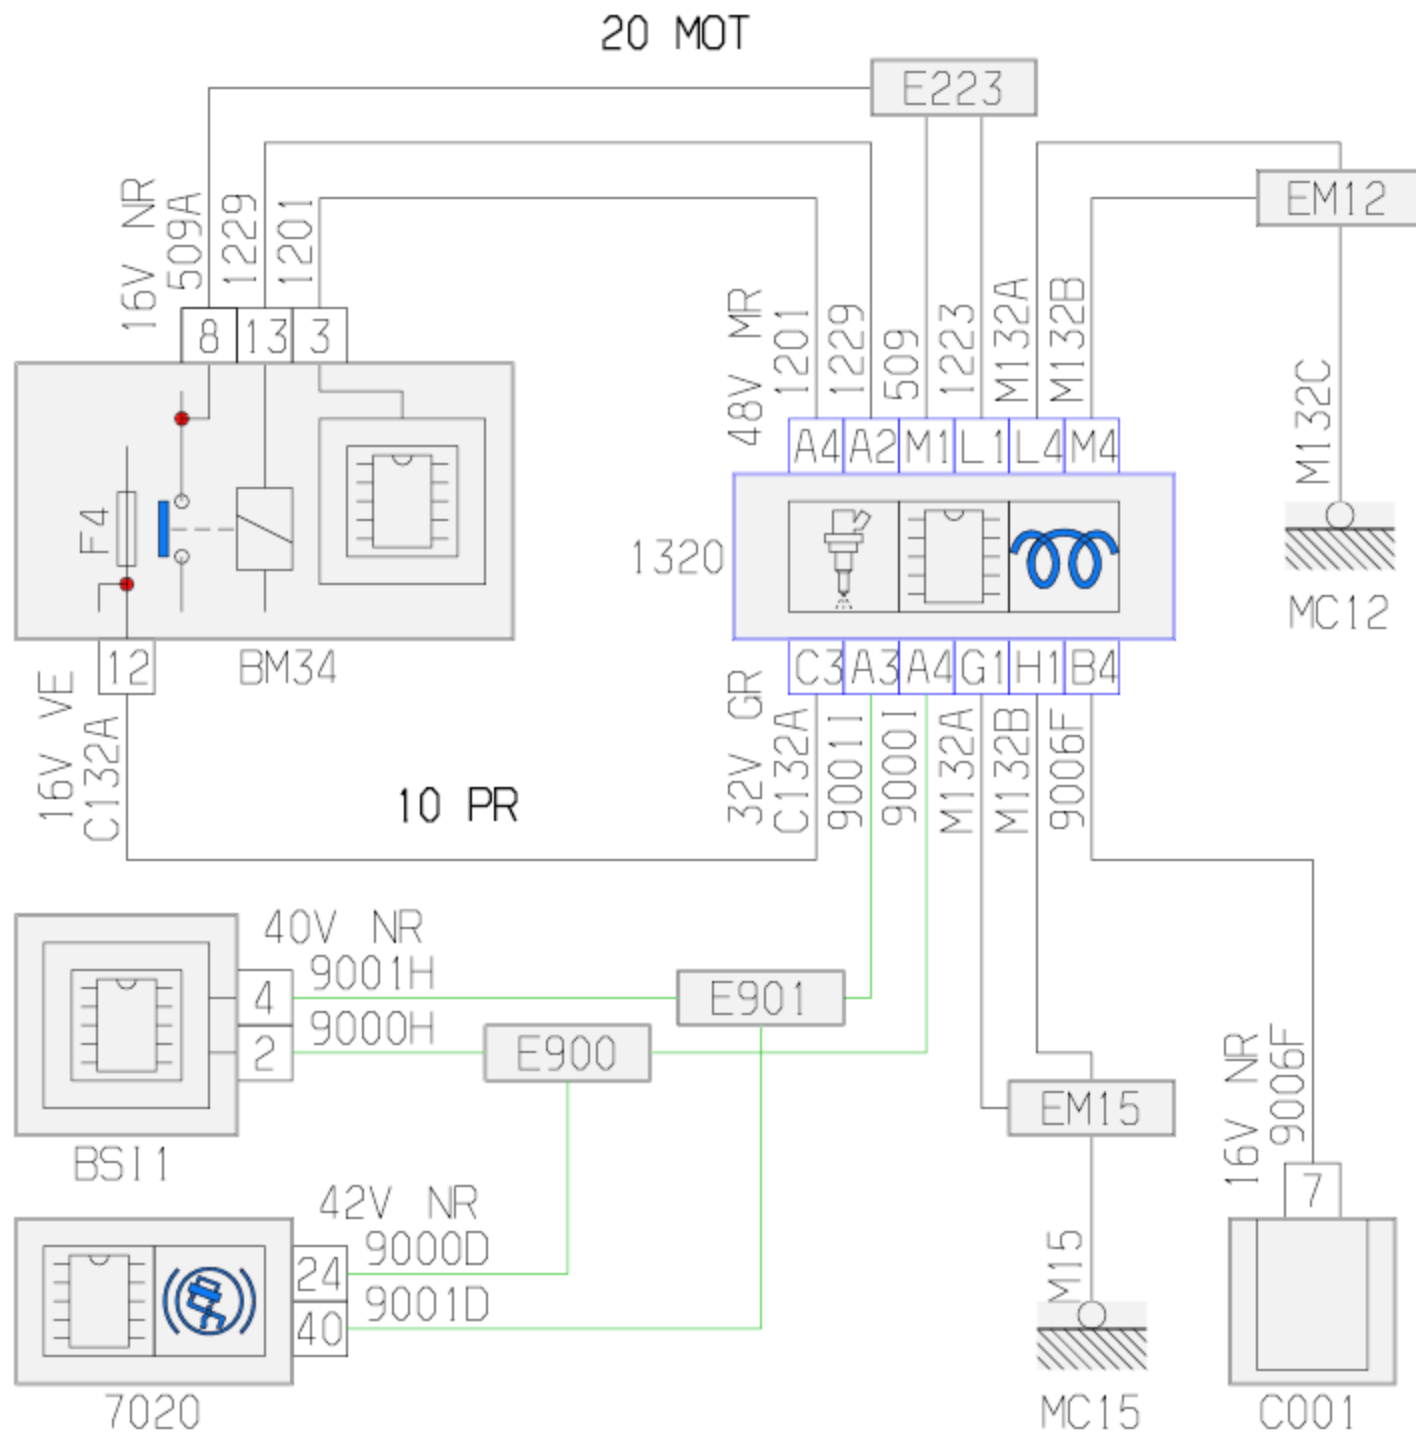 20 MOT
E223
EM12
16V NR
509A
1229
1201
8
13
3
48V MR
1201
1229
509
1223
M132A
M132B
M132C
A4
A2
M1
L1
L4
M4
F4
1320
MC12
12
BM34
C3
A3
A4
G1
H1
B4
16V VE
C132A
10 PR
32V GR
C132A
9001I
9000I
M132A
M132B
9006F
40V NR
9001H
4
E901
9000H
2
E900
EM15
16V NR
9006F
BSI1
7
42V NR
9000D
24
9001D
40
M15
7020
MC15
C001